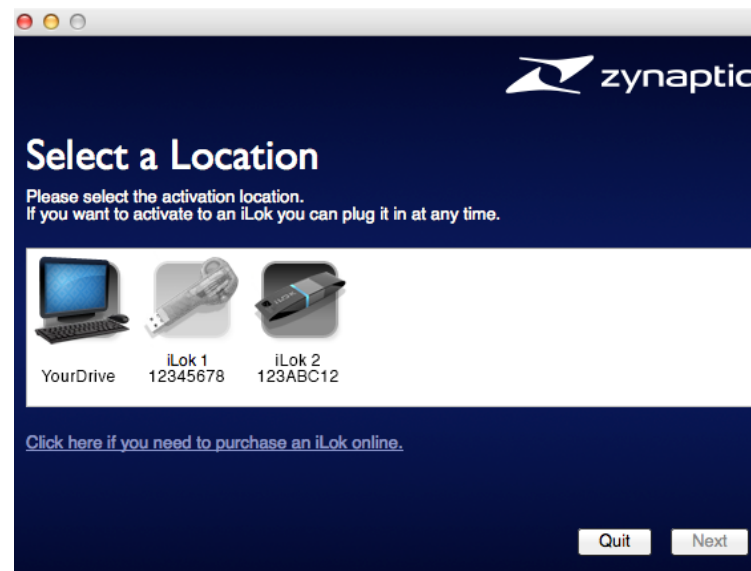 zynaptic
Select a Location
Please select the activation location.
If you want to activate to an iLok you can plug it in at any time.
YourDrive
iLok 1
12345678
iLok 2
123ABC12
Click here if you need to purchase an iLok online.
Quit
Next